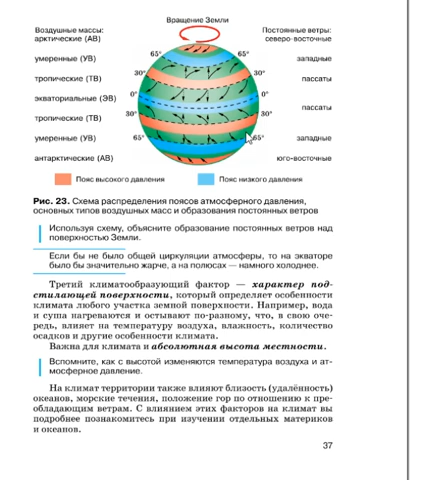 Вращение Земли
Воздушные массы:
арктические (АВ)
умеренные (УВ)
тропические (ТВ)
экваториальные (ЭВ)
тропические (ТВ)
умеренные (УВ)
антарктические (АВ)
65°
30°
0°
30°
65°
65°
30°
0°
30°
65°
Постоянные ветры:
северо-восточные
западные
пассаты
пассаты
западные
юго-восточные
Пояс высокого давления
Пояс низкого давления
Рис. 23. Схема распределения поясов атмосферного давления,
основных типов воздушных масс и образования постоянных ветров
Используя схему, объясните образование постоянных ветров над
поверхностью Земли.
Если бы не было общей циркуляции атмосферы, то на экваторе
было бы значительно жарче, а на полюсах — намного холоднее.
Третий климатообразующий фактор — характер под-
стилающей поверхности, который определяет особенности
климата любого участка земной поверхности. Например, вода
и суша нагреваются и остывают по-разному, что, в свою оче-
редь, влияет на температуру воздуха, влажность, количество
осадков и другие особенности климата.
Важна для климата и абсолютная высота местности.
Вспомните, как с высотой изменяются температура воздуха и ат-
мосферное давление.
На климат территории также влияют близость (удалённость)
океанов, морские течения, положение гор по отношению к пре-
обладающим ветрам. С влиянием этих факторов на климат вы
подробнее познакомитесь при изучении отдельных материков
и океанов.
37